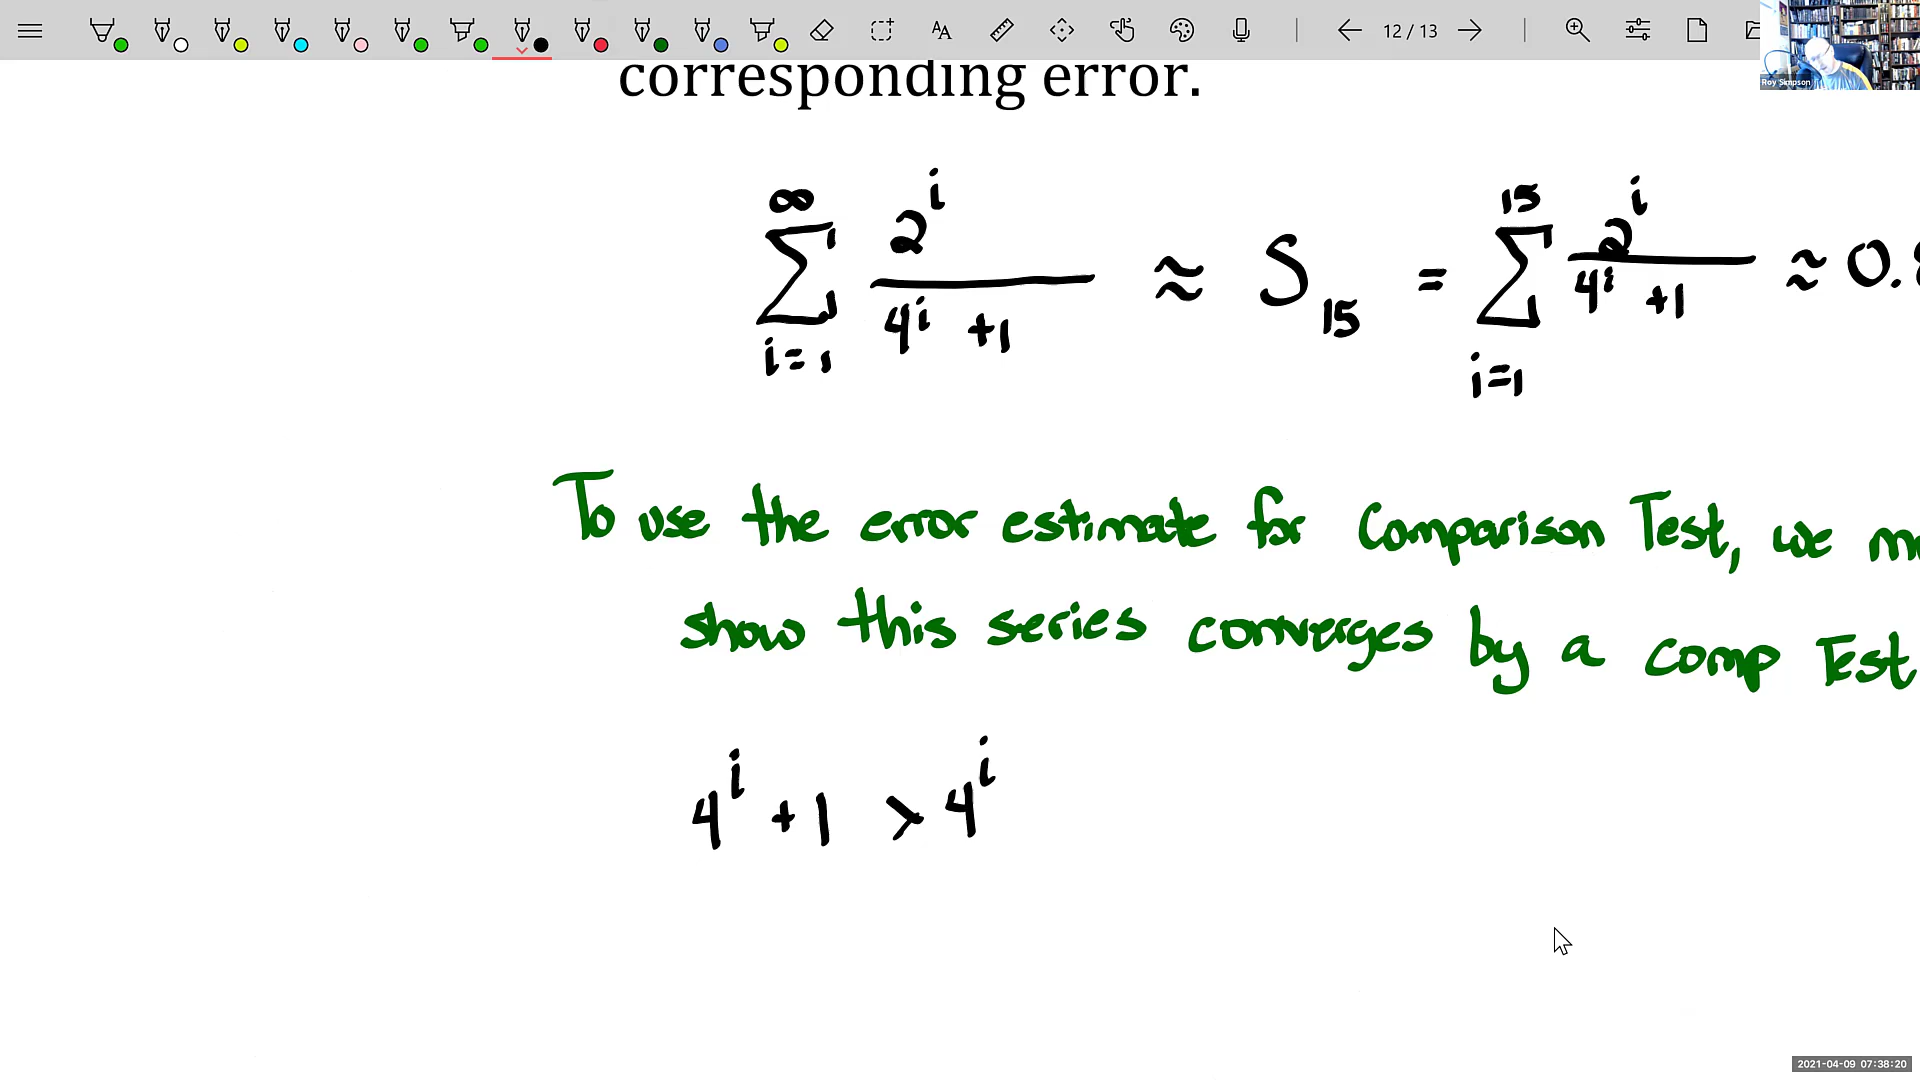 12 / 13
Roy Simpson
corresponding error.
∞ ∑ i=1 2^i / 4^i +1 ≈ S_15 = 15 ∑ i=1 2^i / 4^i +1 ≈ 0.
To use the error estimate for Comparison Test, we
show this series converges by a comp Test
4^i + 1 > 4^i
2021-04-09 07:38:20